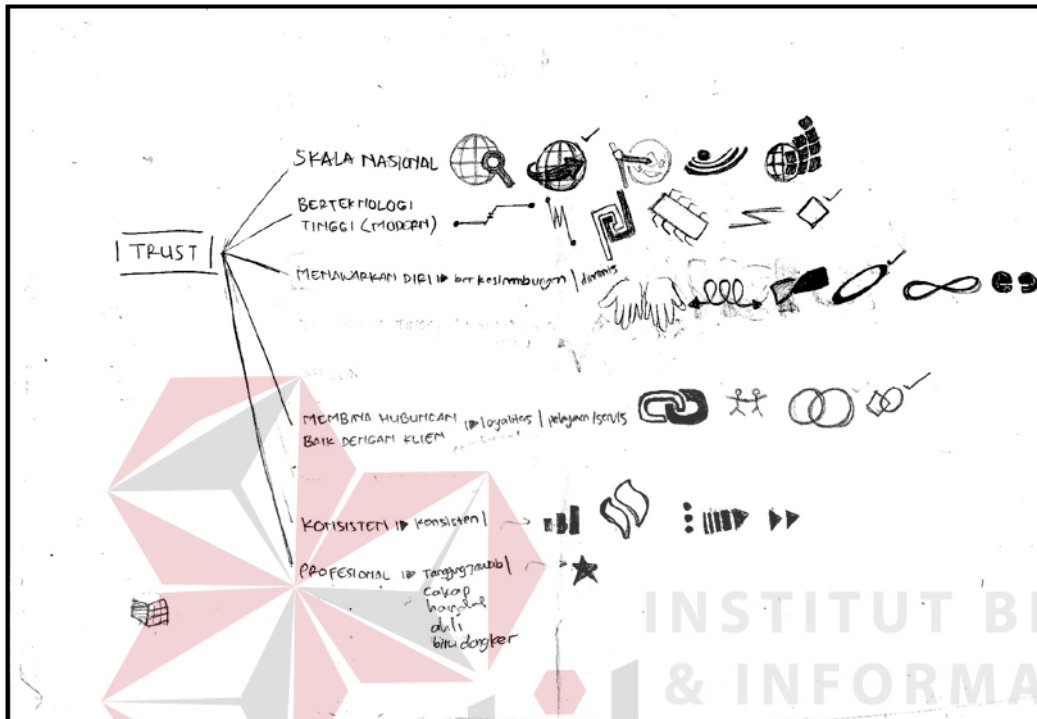 SKALA NASIONAL
BERTEKNOLOGI
TINGGI (MODERN)
| TRUST |
MENAWARKAN DIRI berkesinambungan | dinamis
MEMBINA HUBUNGAN loyalitas | pelayanan/servis
BAIK DENGAN KLIEN
KONSISTEN konsisten |
PROFESIONAL Tanggungjawab |
cakap
handal
ahli
biru dongker
INSTITUT BI
& INFORMA